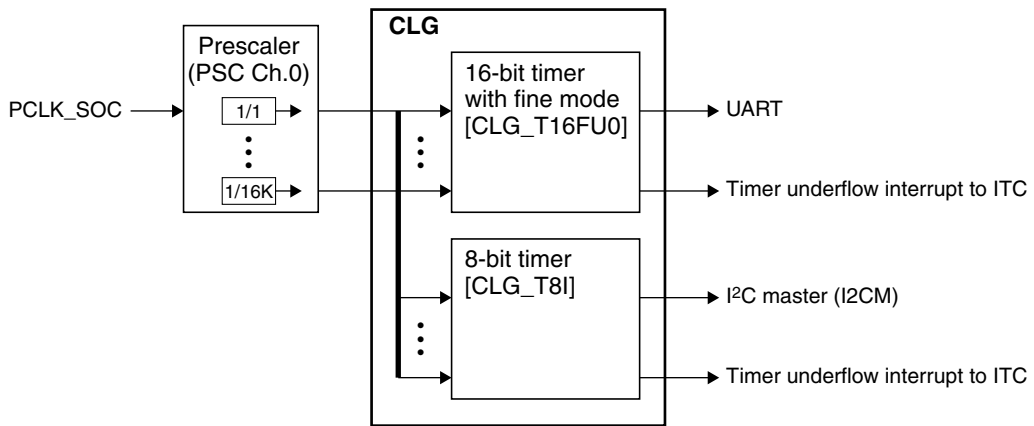 CLG
Prescaler
(PSC Ch.0)
PCLK_SOC
1/1
1/16K
16-bit timer
with fine mode
[CLG_T16FU0]
UART
Timer underflow interrupt to ITC
8-bit timer
[CLG_T8I]
I2C master (I2CM)
Timer underflow interrupt to ITC